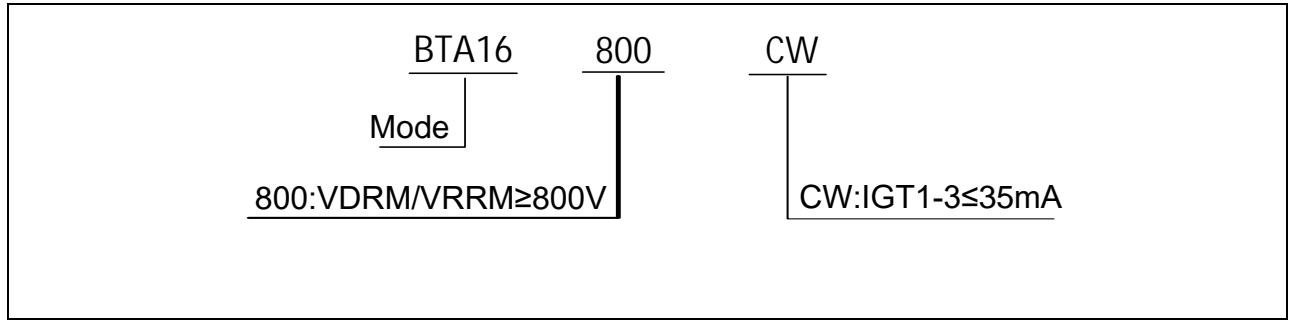 BTA16 800 CW
Mode
800:VDRM/VRRM≥800V CW:IGT1-3≤35mA